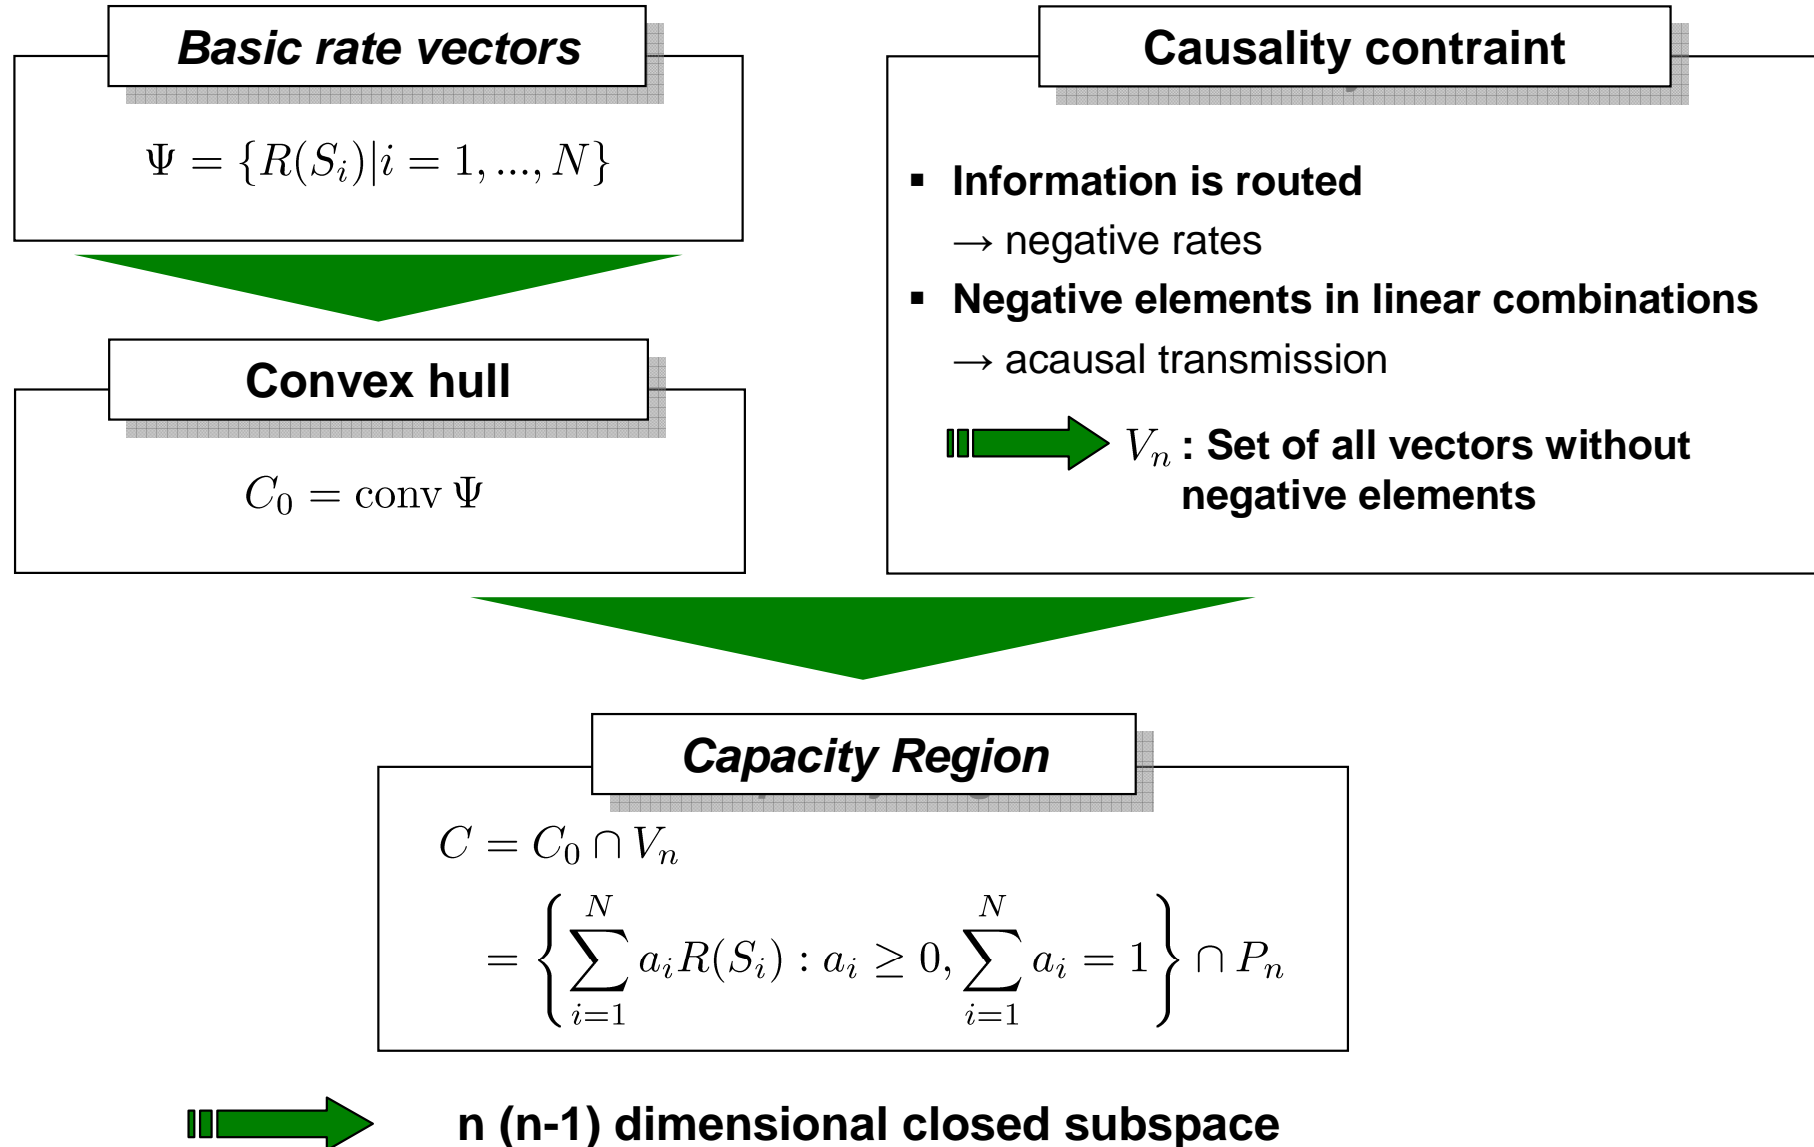 Basic rate vectors
Ψ = {R(S_i)|i = 1, ..., N}
Convex hull
C_0 = conv Ψ
Causality contraint
▪ Information is routed
→ negative rates
▪ Negative elements in linear combinations
→ acausal transmission
V_n : Set of all vectors without
negative elements
Capacity Region
C = C_0 ∩ V_n
= { ∑_{i=1}^{N} a_i R(S_i) : a_i ≥ 0, ∑_{i=1}^{N} a_i = 1 } ∩ P_n
n (n-1) dimensional closed subspace